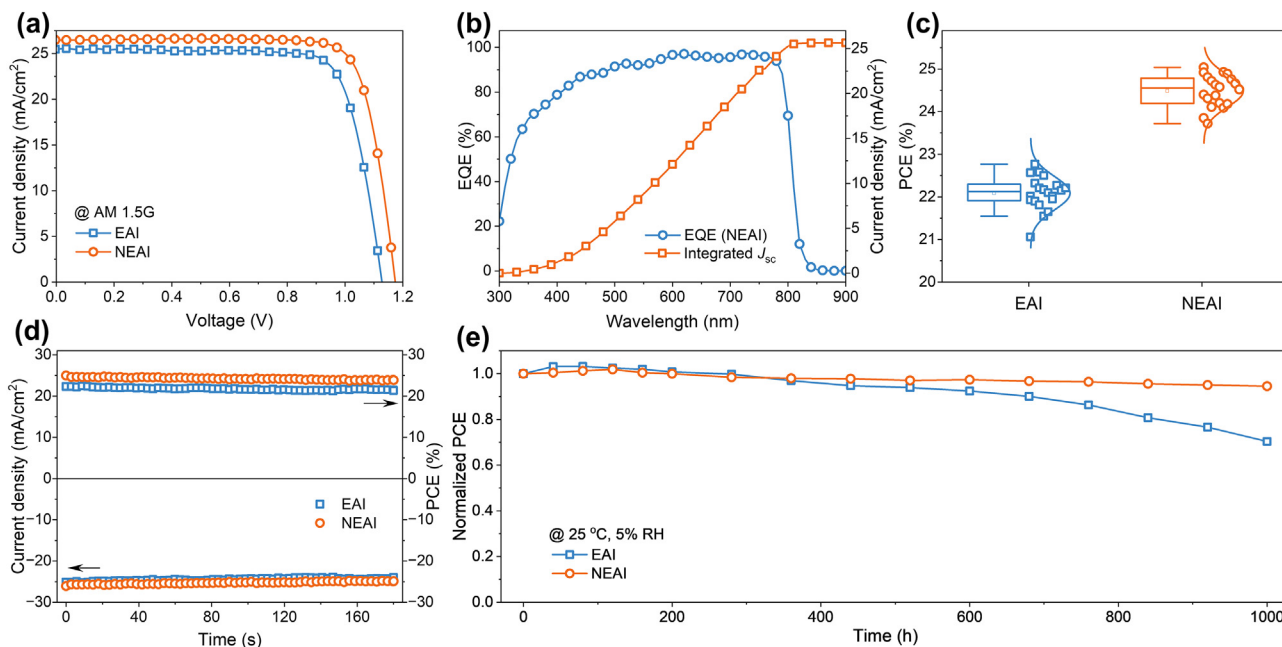 (a)
Current density (mA/cm²)
25
20
15
10
5
0
@ AM 1.5G
EAI
NEAI
0.0 0.2 0.4 0.6 0.8 1.0 1.2
Voltage (V)
(b)
EQE (%)
100
80
60
40
20
0
EQE (NEAI)
Integrated Jsc
25
20
15
10
5
0
Current density (mA/cm²)
300 400 500 600 700 800 900
Wavelength (nm)
(c)
PCE (%)
26
25
24
23
22
21
20
EAI NEAI
(d)
Current density (mA/cm²)
30
20
10
0
−10
−20
−30
EAI
NEAI
30
20
10
0
−10
−20
−30
PCE (%)
0 40 80 120 160
Time (s)
(e)
Normalized PCE
1.0
0.8
0.6
0.4
0.2
0.0
@ 25 ºC, 5% RH
EAI
NEAI
0 200 400 600 800 1000
Time (h)